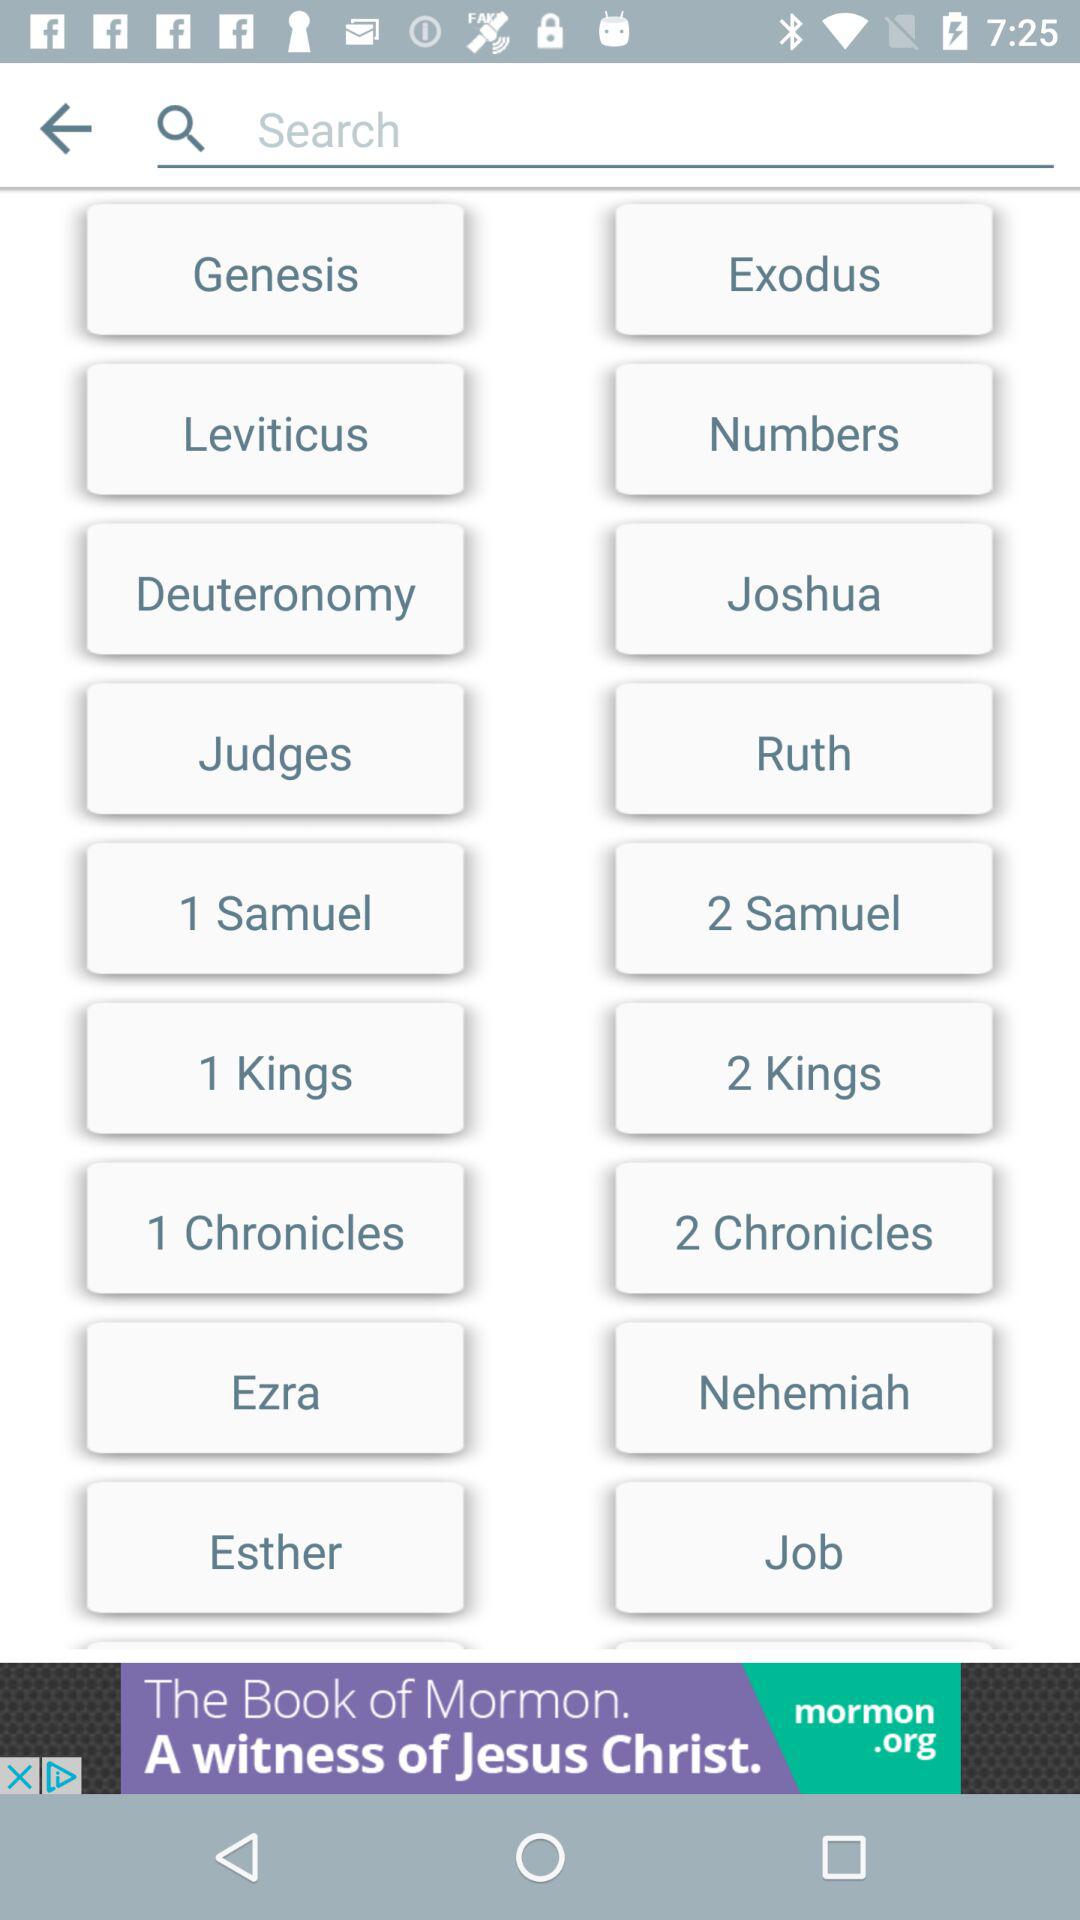 FAKE 7:25
Search
Genesis Exodus
Leviticus Numbers
Deuteronomy Joshua
Judges Ruth
1 Samuel 2 Samuel
1 Kings 2 Kings
1 Chronicles 2 Chronicles
Ezra Nehemiah
Esther Job
The Book of Mormon.
A witness of Jesus Christ.
mormon
.org